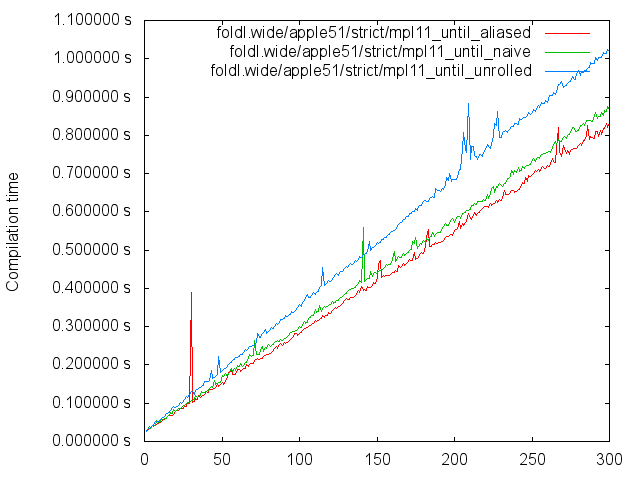 1.100000 s
foldl.wide/apple51/strict/mpl11_until_aliased
1.000000 s
foldl.wide/apple51/strict/mpl11_until_naive
foldl.wide/apple51/strict/mpl11_until_unrolled
0.900000 s
0.800000 s
0.700000 s
0.600000 s
0.500000 s
0.400000 s
0.300000 s
0.200000 s
0.100000 s
0.000000 s
Compilation time
0 50 100 150 200 250 300